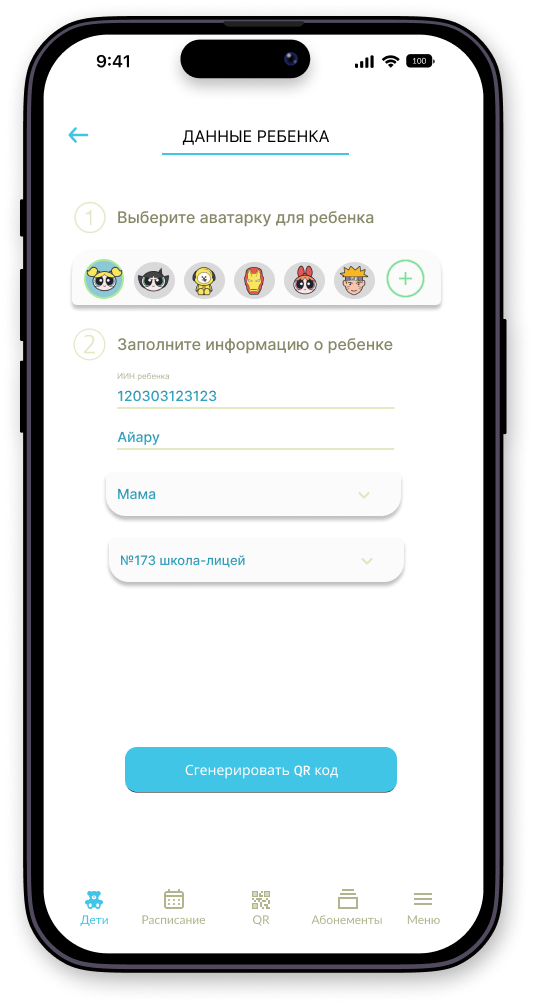 9:41
100
ДАННЫЕ РЕБЕНКА
1 Выберите аватарку для ребенка
2 Заполните информацию о ребенке
ИИН ребенка
120303123123
Айару
Мама
№173 школа-лицей
Сгенерировать QR код
Дети Расписание QR Абонементы Меню